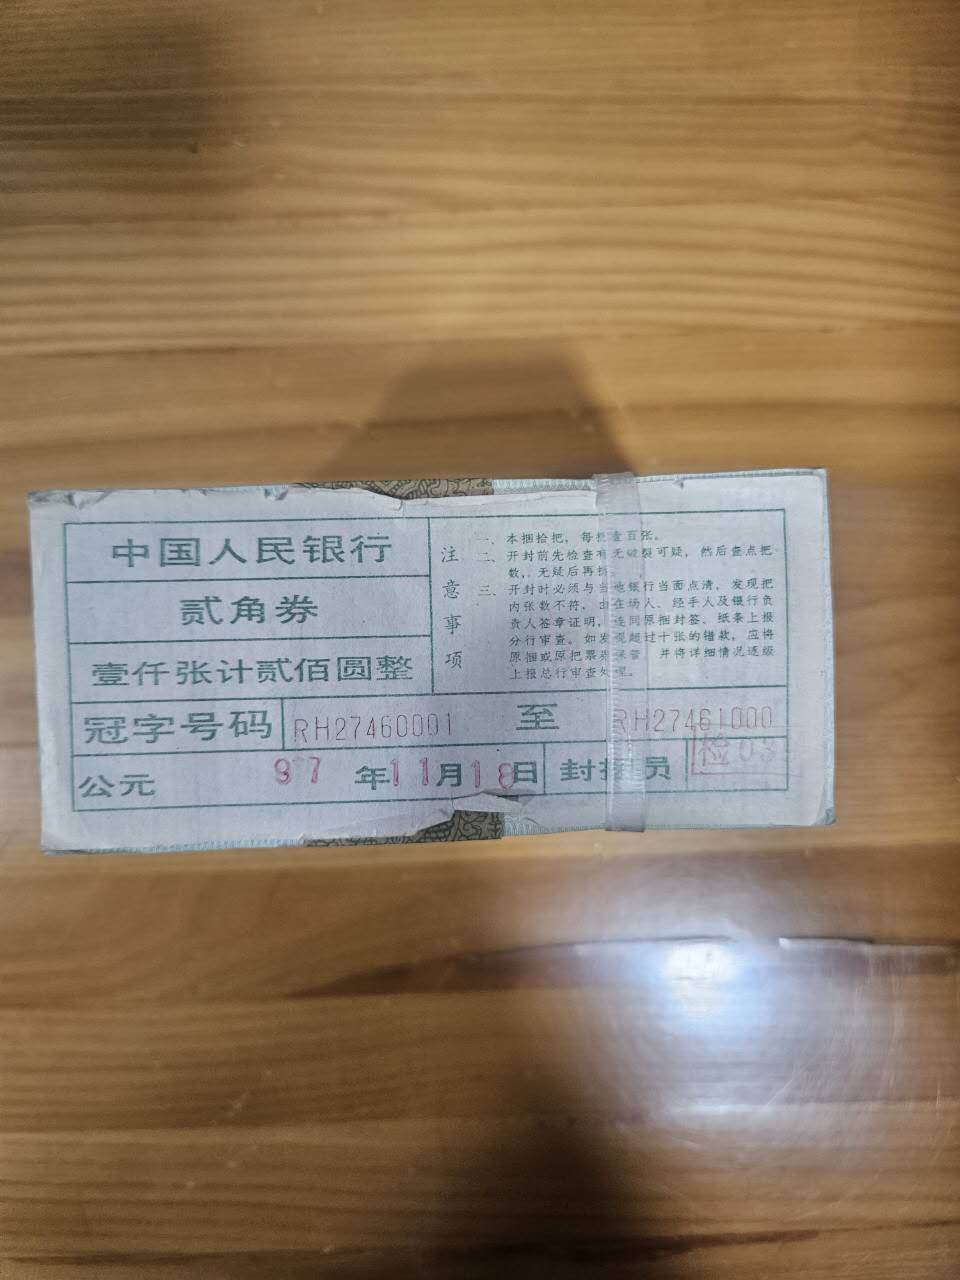 中国人民银行
贰角券
壹仟张计贰佰圆整
注意事项
一、本捆拾把，每把壹百张。
二、开封前先检查有无破裂可疑，然后查点把
数，无疑后再拆。
三、开封时必须与当地银行当面点清，发现把
内张数不符，由在场人、经手人及银行负
负人签章证明，连同原捆封签、纸条上报
分行审查。如发现超过十张的错款，应将
原捆或原把票券保管，并将详细情况逐级
上报总行审查处理。
冠字号码 RH27460001 至 RH27461000
公元 97 年 11 月 18 日 封捆员 检03